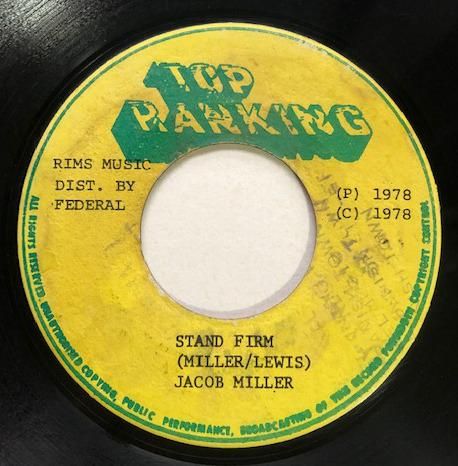 TOP
RANKING
RIMS MUSIC
DIST. BY
FEDERAL
(P) 1978
(C) 1978
STAND FIRM
(MILLER/LEWIS)
JACOB MILLER
ALL RIGHTS RESERVED, UNAUTHORISED COPYING, PUBLIC PERFORMANCE, BROADCASTING OF THIS RECORD PROHIBITED COPYRIGHT CONTROL